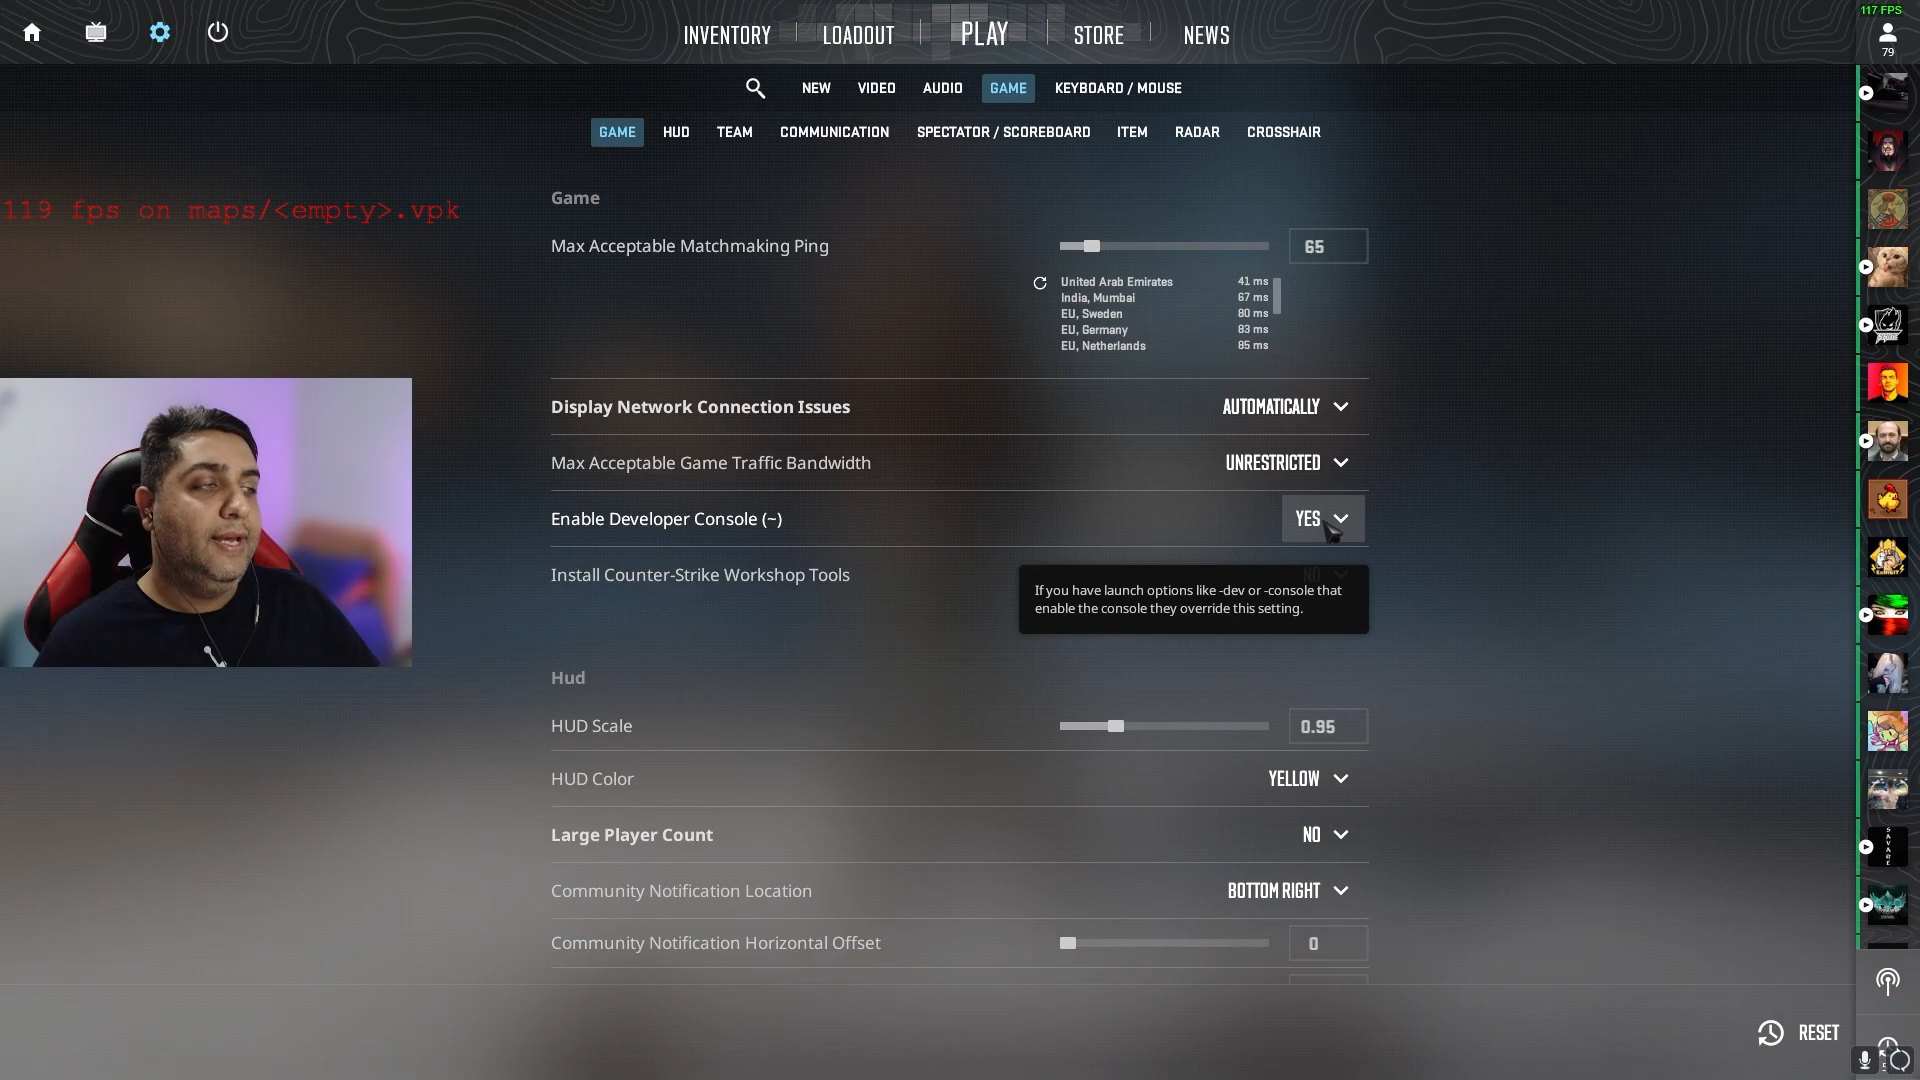 117 FPS
INVENTORY
LOADOUT
PLAY
STORE
NEWS
79
NEW
VIDEO
AUDIO
GAME
KEYBOARD / MOUSE
GAME
HUD
TEAM
COMMUNICATION
SPECTATOR / SCOREBOARD
ITEM
RADAR
CROSSHAIR
119 fps on maps/<empty>.vpk
Game
Max Acceptable Matchmaking Ping
65
United Arab Emirates 41 ms
India, Mumbai 67 ms
EU, Sweden 80 ms
EU, Germany 83 ms
EU, Netherlands 85 ms
Display Network Connection Issues
AUTOMATICALLY
Max Acceptable Game Traffic Bandwidth
UNRESTRICTED
Enable Developer Console (~)
YES
Install Counter-Strike Workshop Tools
NO
If you have launch options like -dev or -console that
enable the console they override this setting.
Hud
HUD Scale
0.95
HUD Color
YELLOW
Large Player Count
NO
Community Notification Location
BOTTOM RIGHT
Community Notification Horizontal Offset
0
RESET